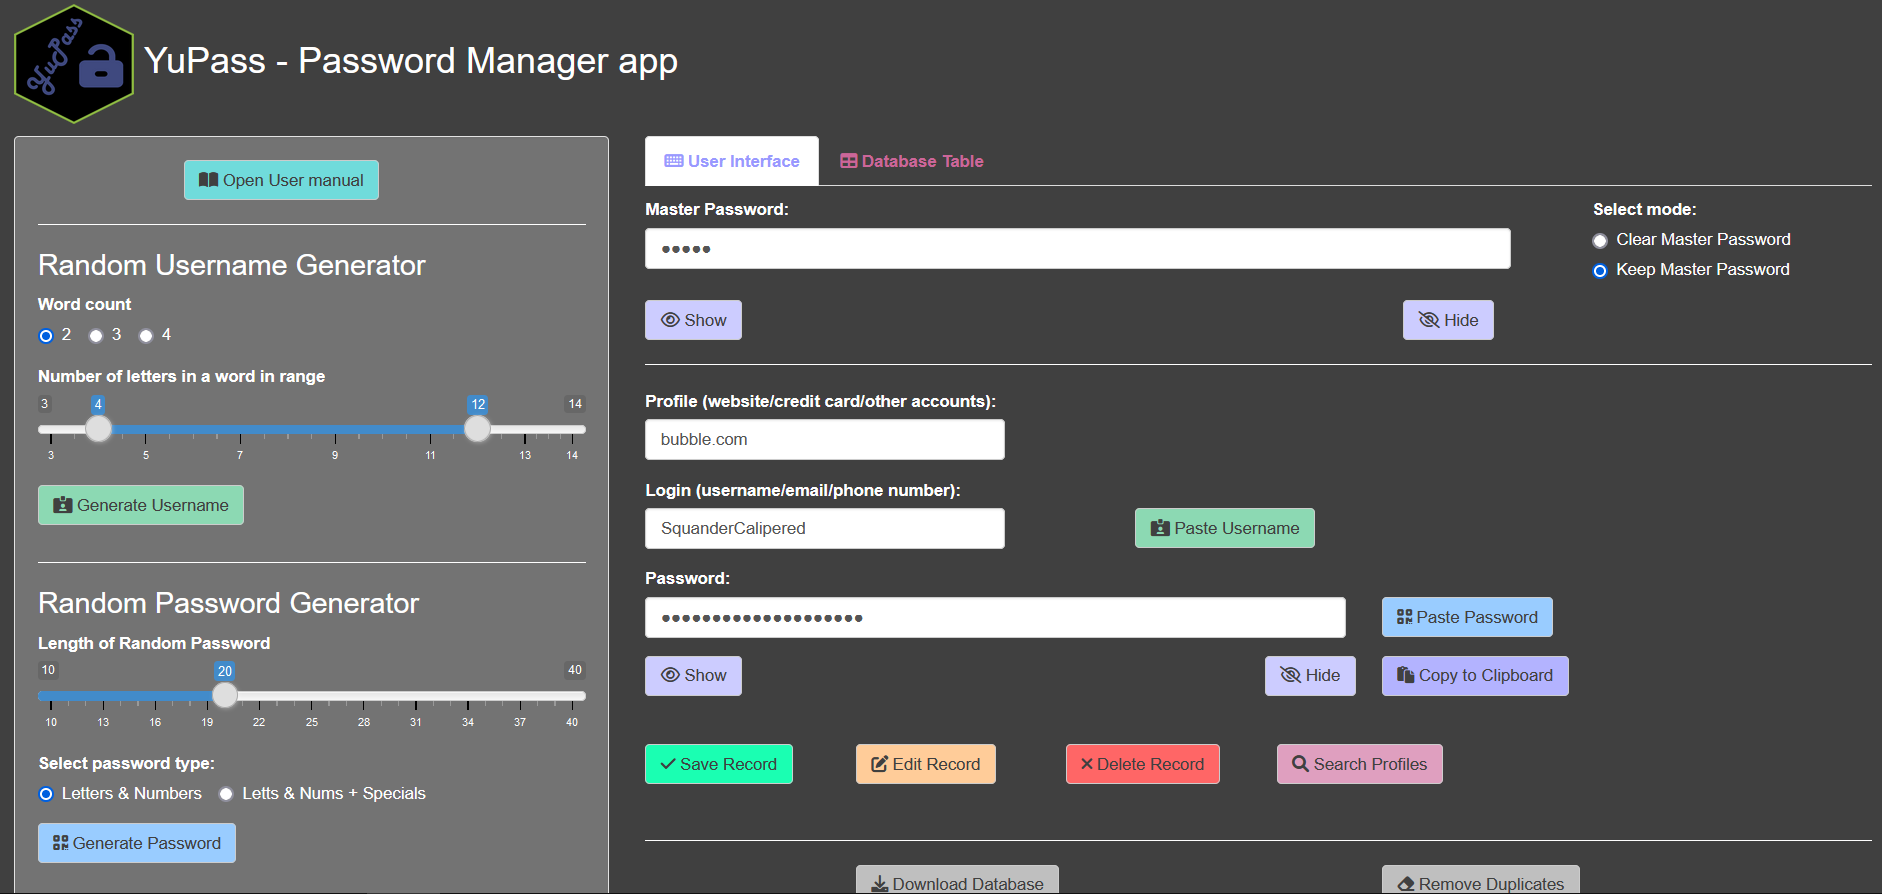 YuPass
YuPass - Password Manager app
Open User manual
Random Username Generator
Word count
2 3 4
Number of letters in a word in range
3 4 12 14
3 5 7 9 11 13 14
Generate Username
Random Password Generator
Length of Random Password
10 20 40
10 13 16 19 22 25 28 31 34 37 40
Select password type:
Letters & Numbers Letts & Nums + Specials
Generate Password
User Interface Database Table
Master Password:
●●●●●
Show Hide
Select mode:
Clear Master Password
Keep Master Password
Profile (website/credit card/other accounts):
bubble.com
Login (username/email/phone number):
SquanderCalipered Paste Username
Password:
●●●●●●●●●●●●●●●●●●●● Paste Password
Show Hide Copy to Clipboard
Save Record Edit Record Delete Record Search Profiles
Download Database Remove Duplicates